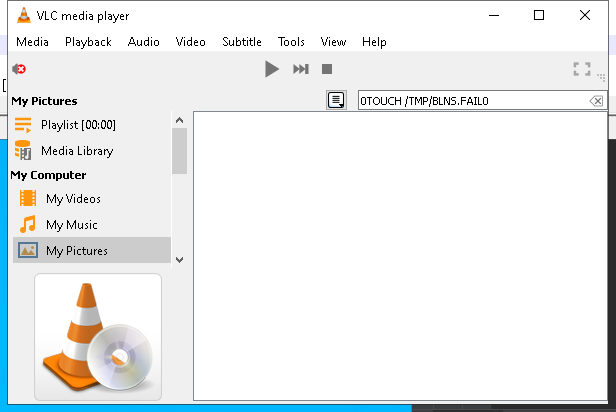 VLC media player
Media Playback Audio Video Subtitle Tools View Help
My Pictures
0TOUCH /TMP/BLNS.FAIL0
Playlist [00:00]
Media Library
My Computer
My Videos
My Music
My Pictures